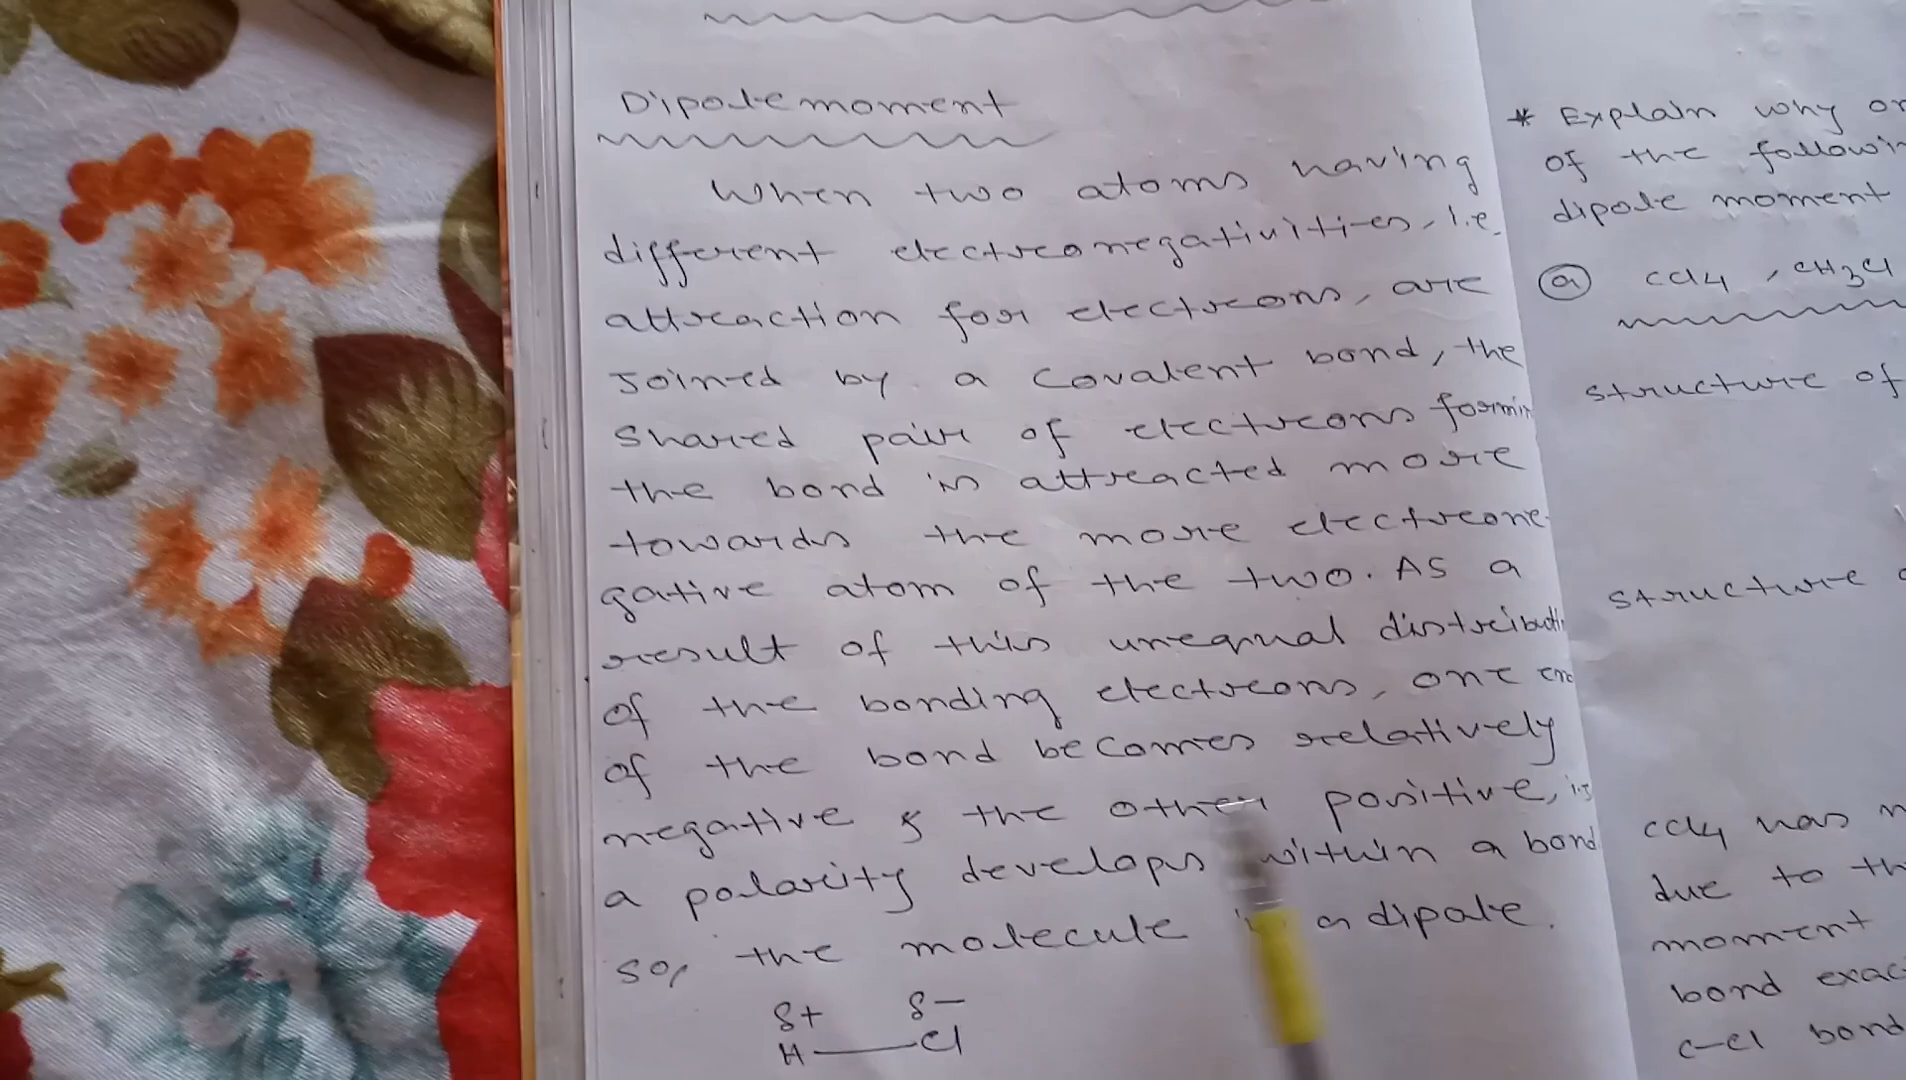 Dipole moment
When two atoms having
different electronegativities, i.e.
attraction for electrons, are
joined by a covalent bond, the
shared pair of electrons formin
the bond is attracted more
towards the more electrone-
gative atom of the two. As a
result of this unequal distributi
of the bonding electrons, one en
of the bond becomes relatively
negative & the other positive,
a polarity develops within a bond
so, the molecule a dipole.
δ+ δ-
H — Cl
* Explain why
of the followin
dipole moment
(a) CCl4, CH3Cl
structure of
structure
CCl4 has
due to th
moment
bond exac
C-Cl bond